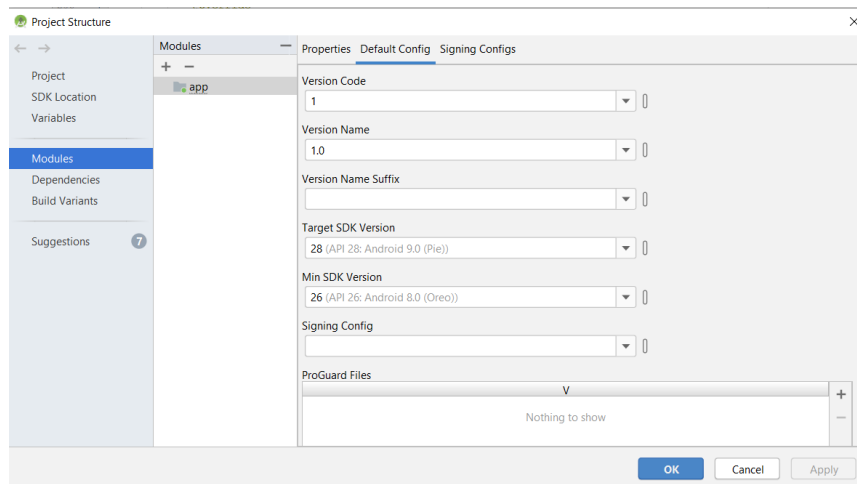 Project Structure
Modules
Properties Default Config Signing Configs
Project
SDK Location
Variables
Modules
Dependencies
Build Variants
Suggestions 7
app
Version Code
1
Version Name
1.0
Version Name Suffix
Target SDK Version
28 (API 28: Android 9.0 (Pie))
Min SDK Version
26 (API 26: Android 8.0 (Oreo))
Signing Config
ProGuard Files
V
Nothing to show
OK Cancel Apply